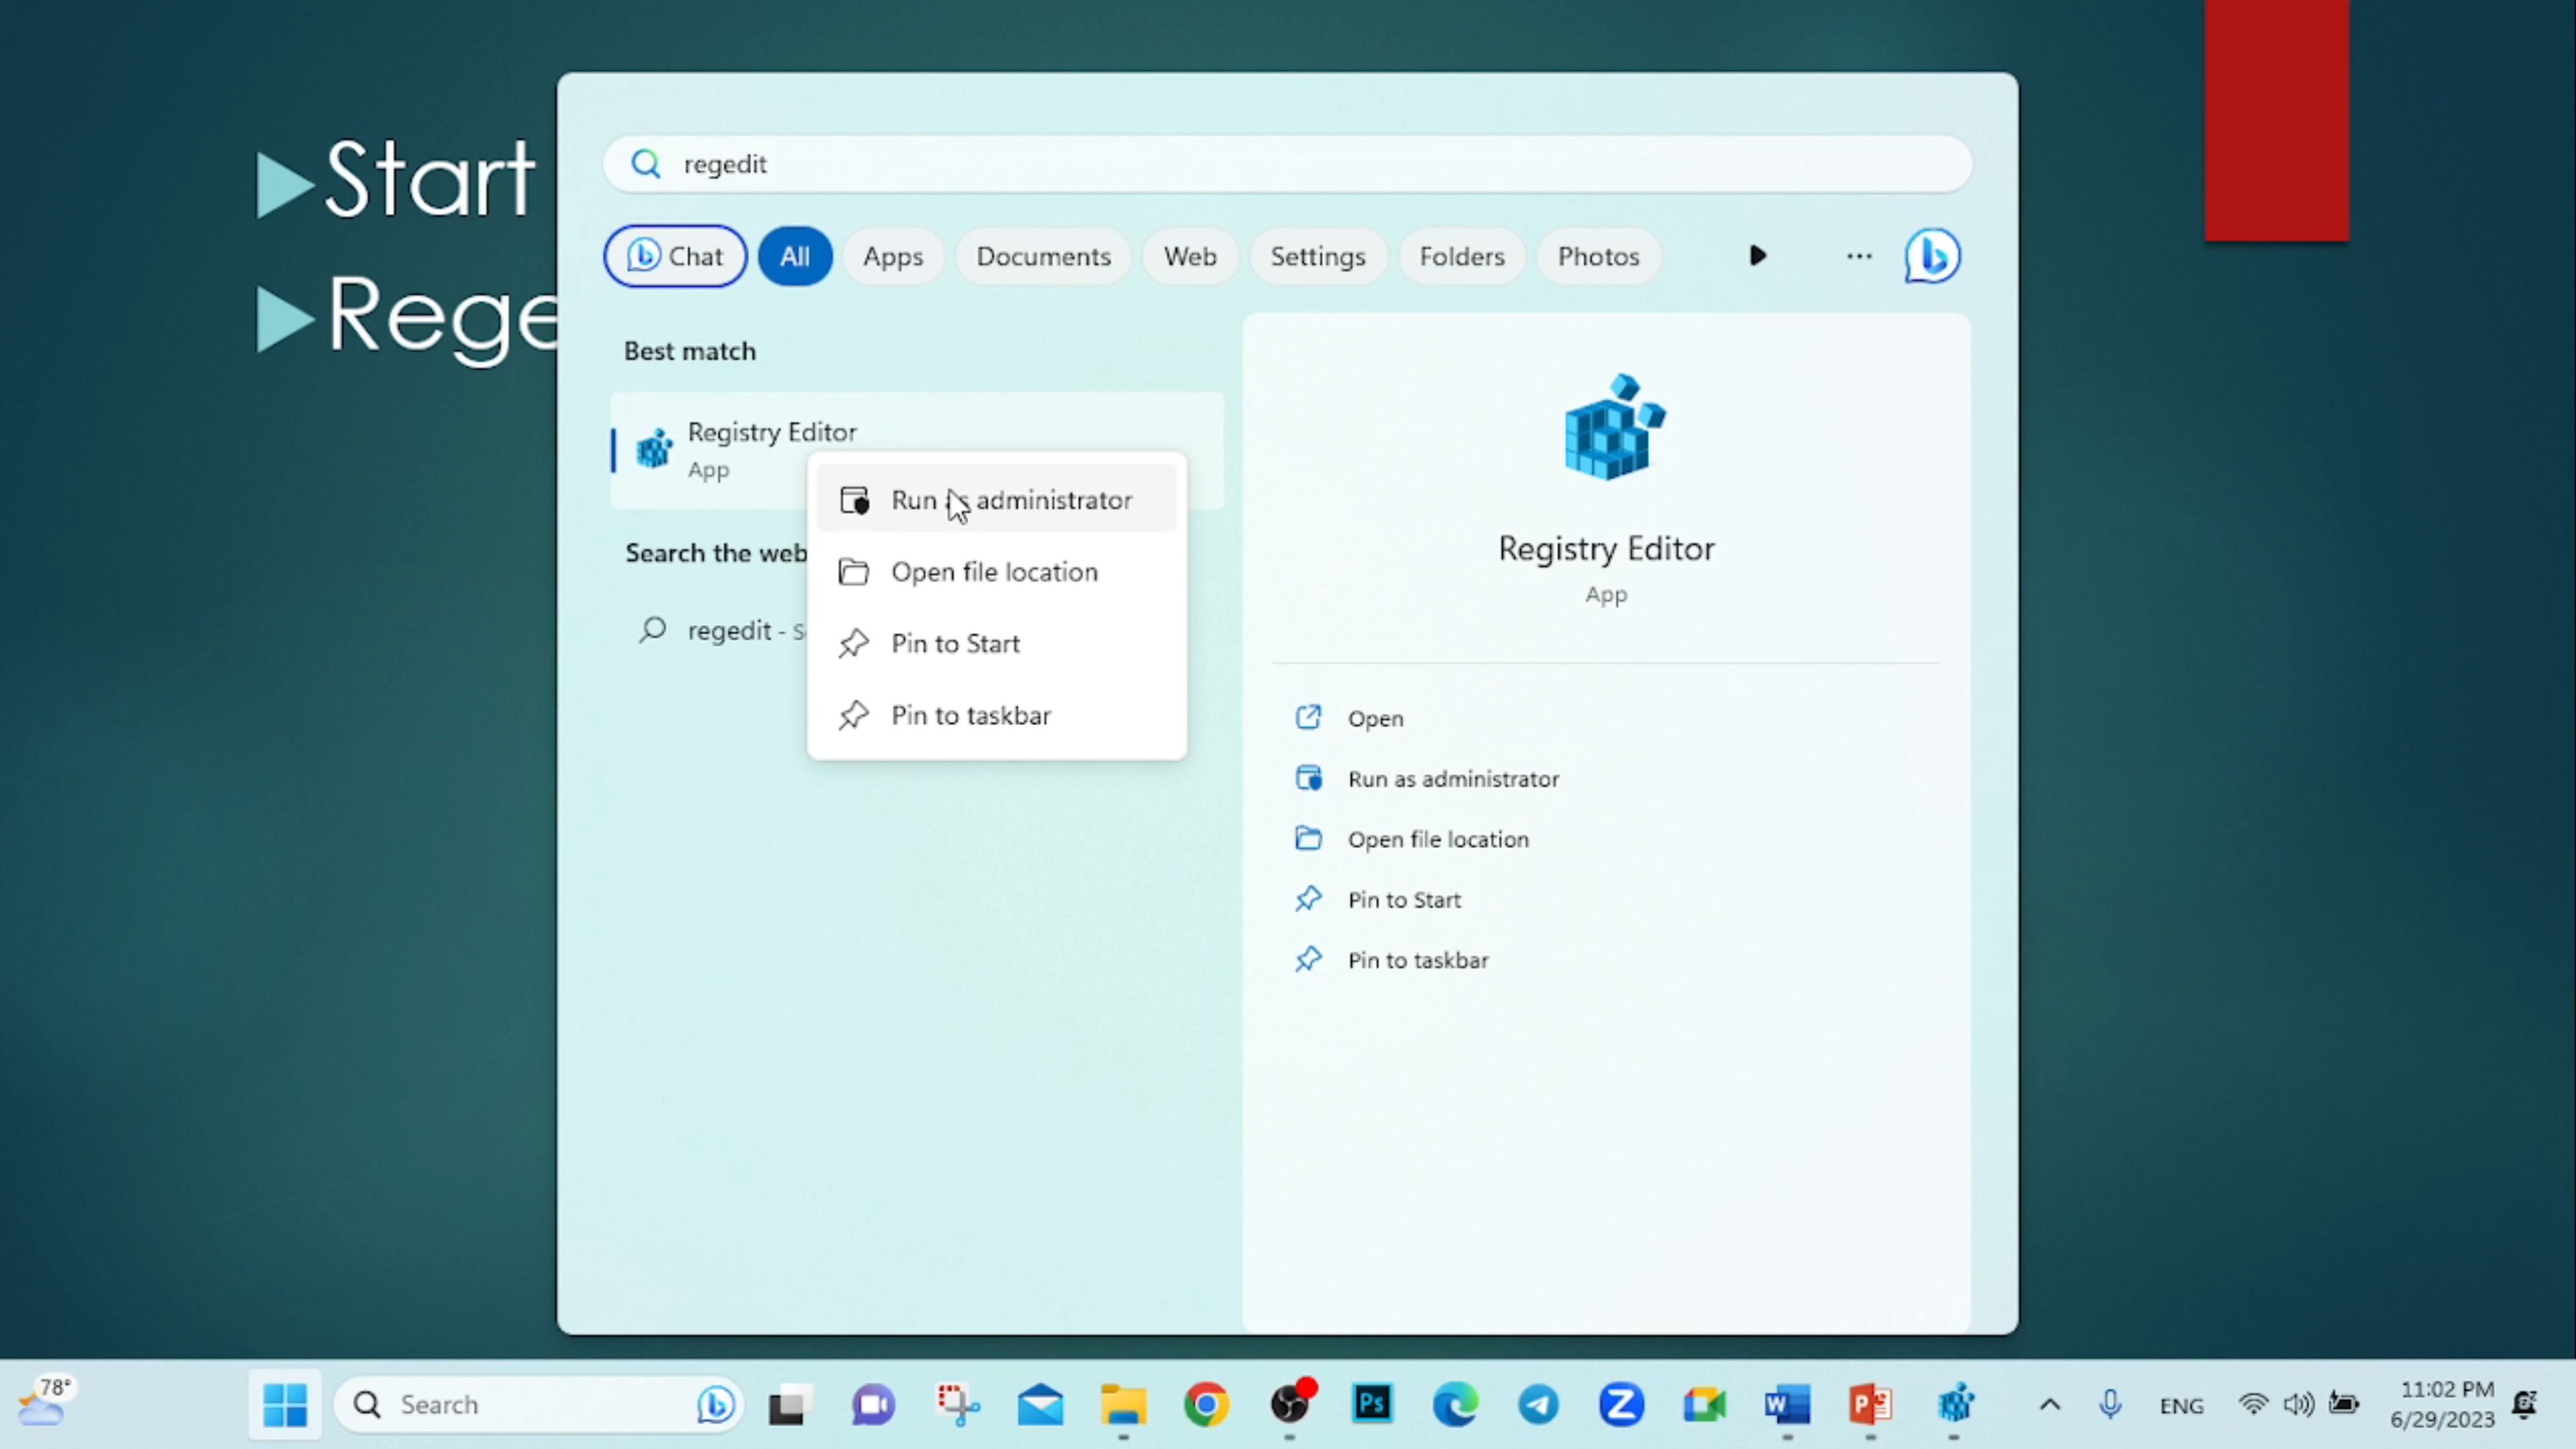 Start
Rege
regedit
Chat
All
Apps
Documents
Web
Settings
Folders
Photos
Best match
Registry Editor
App
Run as administrator
Open file location
Pin to Start
Pin to taskbar
Search the web
regedit - S
Registry Editor
App
Open
Run as administrator
Open file location
Pin to Start
Pin to taskbar
78°
Search
Ps
ENG
11:02 PM
6/29/2023